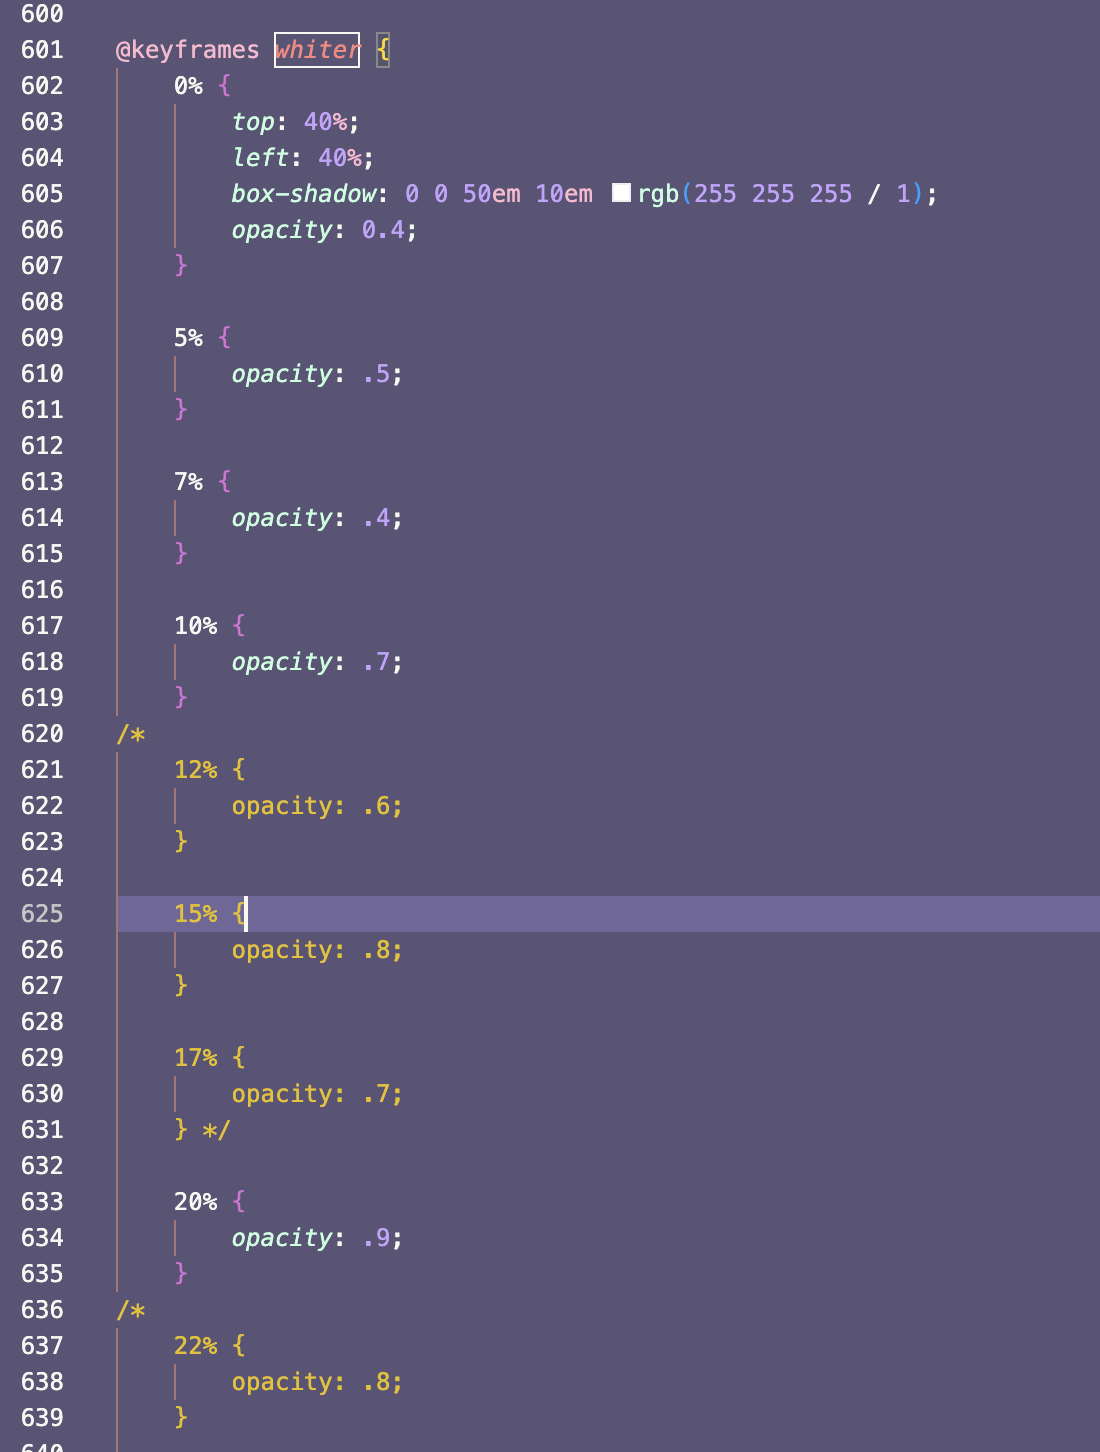 600
601 @keyframes whiter {
602 0% {
603 top: 40%;
604 left: 40%;
605 box-shadow: 0 0 50em 10em rgb(255 255 255 / 1);
606 opacity: 0.4;
607 }
608
609 5% {
610 opacity: .5;
611 }
612
613 7% {
614 opacity: .4;
615 }
616
617 10% {
618 opacity: .7;
619 }
620 /*
621 12% {
622 opacity: .6;
623 }
624
625 15% {
626 opacity: .8;
627 }
628
629 17% {
630 opacity: .7;
631 } */
632
633 20% {
634 opacity: .9;
635 }
636 /*
637 22% {
638 opacity: .8;
639 }
640